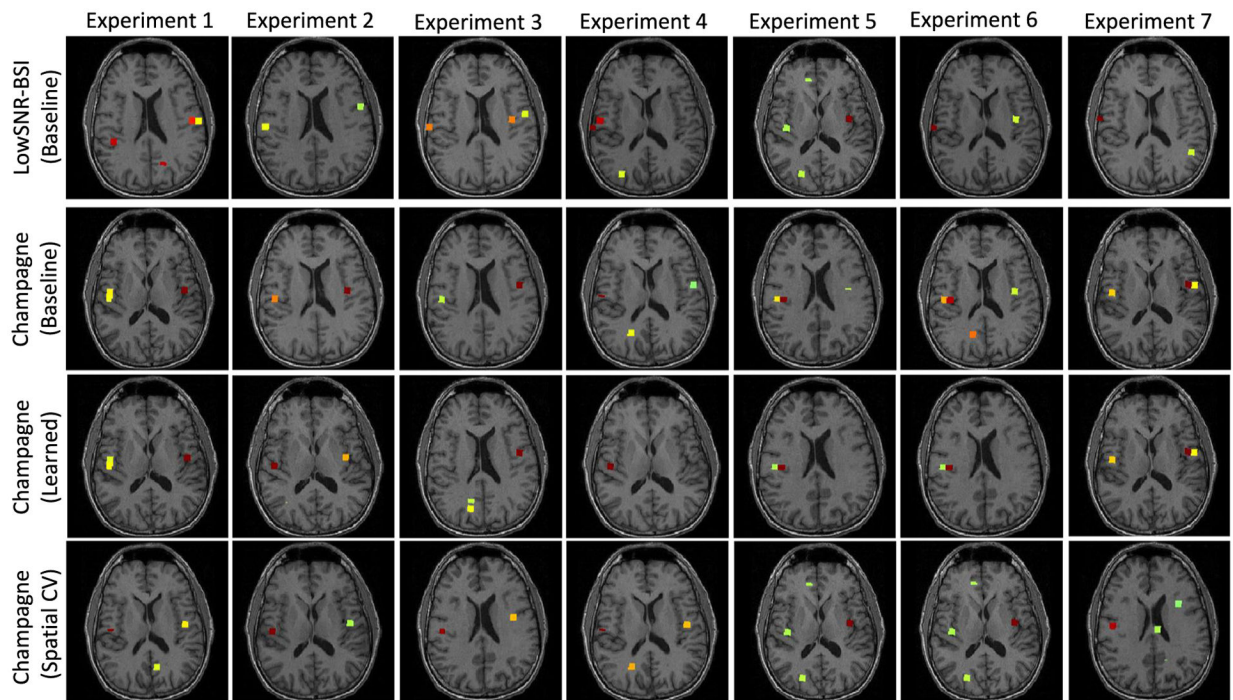 Experiment 1 Experiment 2 Experiment 3 Experiment 4 Experiment 5 Experiment 6 Experiment 7
LowSNR-BSI
(Baseline)
Champagne
(Baseline)
Champagne
(Learned)
Champagne
(Spatial CV)